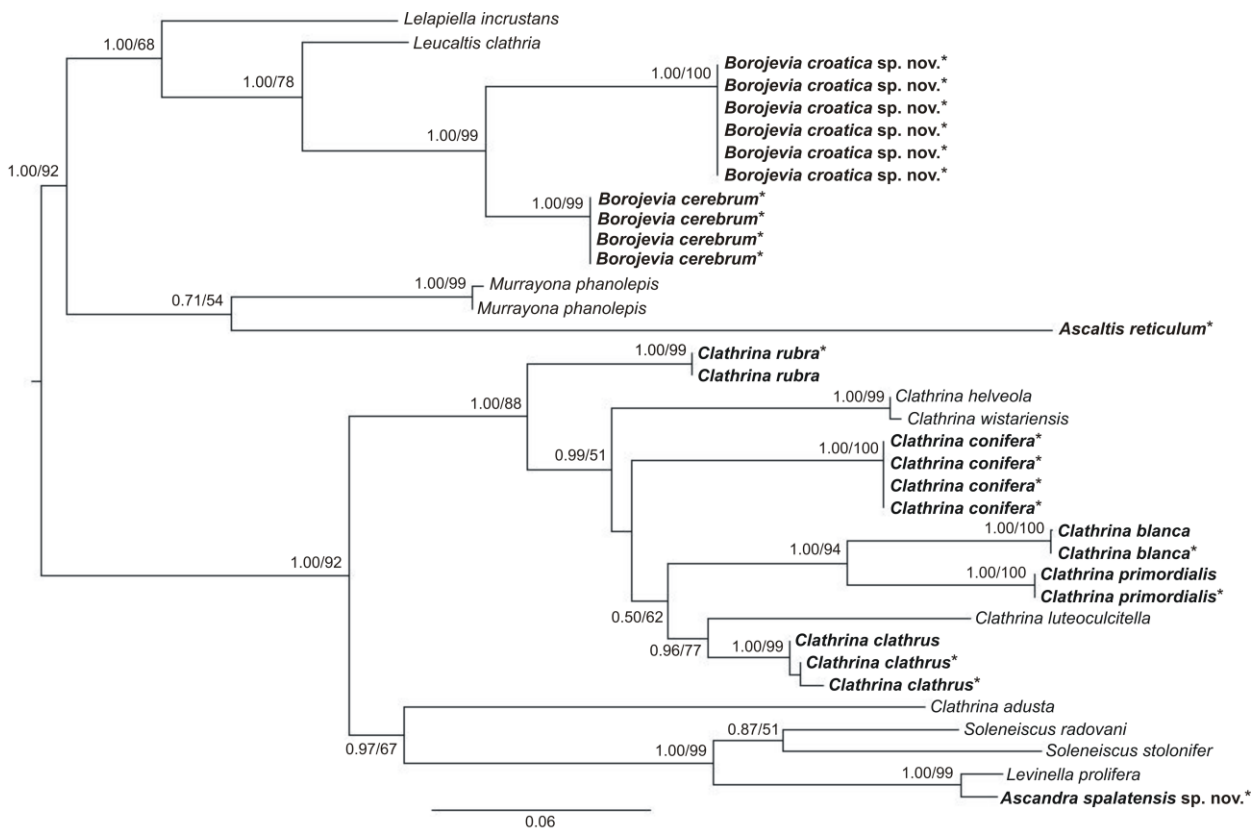 Lelapiella incrustans
1.00/68
Leucaltis clathria
1.00/78
Borojevia croatica sp. nov.*
1.00/100
Borojevia croatica sp. nov.*
Borojevia croatica sp. nov.*
Borojevia croatica sp. nov.*
Borojevia croatica sp. nov.*
Borojevia croatica sp. nov.*
1.00/99
1.00/92
1.00/99
Borojevia cerebrum*
Borojevia cerebrum*
Borojevia cerebrum*
Borojevia cerebrum*
1.00/99
Murrayona phanolepis
0.71/54
Murrayona phanolepis
Ascaltis reticulum*
1.00/99
Clathrina rubra*
Clathrina rubra
1.00/88
1.00/99
Clathrina helveola
Clathrina wistariensis
0.99/51
1.00/100
Clathrina conifera*
Clathrina conifera*
Clathrina conifera*
Clathrina conifera*
1.00/100
Clathrina blanca
1.00/94
Clathrina blanca*
1.00/92
1.00/100
Clathrina primordialis
Clathrina primordialis*
0.50/62
Clathrina luteoculcitella
0.96/77
1.00/99
Clathrina clathrus
Clathrina clathrus*
Clathrina clathrus*
Clathrina adusta
0.97/67
0.87/51
Soleneiscus radovani
1.00/99
Soleneiscus stolonifer
1.00/99
Levinella prolifera
Ascandra spalatensis sp. nov.*
0.06